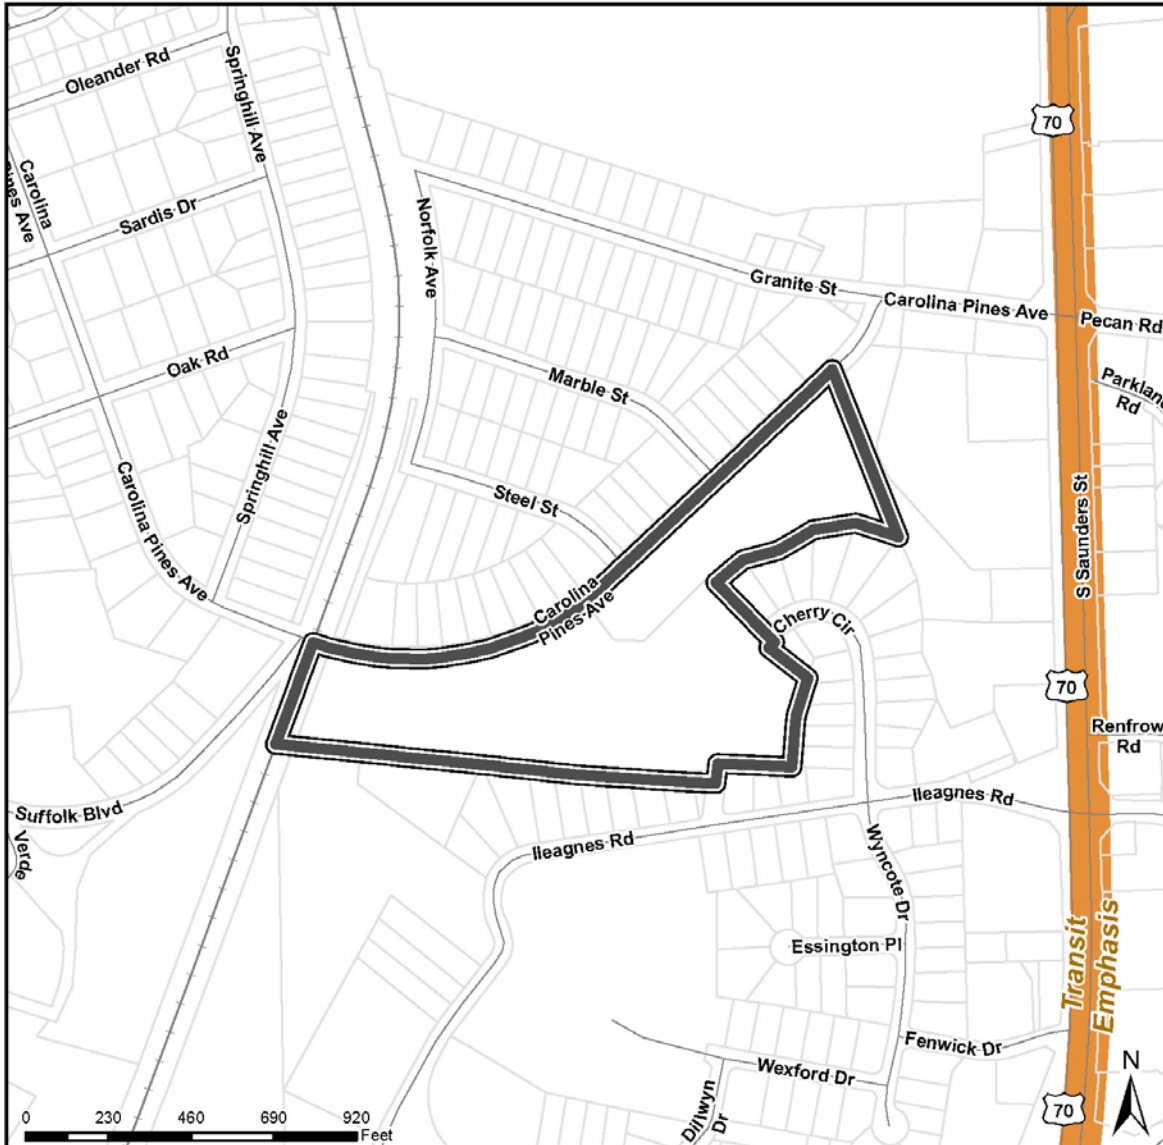 Oleander Rd
Springhill Ave
70
Carolina
Pines Ave
Sardis Dr
Norfolk Ave
Granite St
Carolina Pines Ave
Pecan Rd
Oak Rd
Marble St
Parkland
Rd
Springhill Ave
Carolina Pines Ave
Steel St
S Saunders St
Carolina
Pines Ave
Cherry Cir
70
Renfrow
Rd
Suffolk Blvd
Verde
Ileagnes Rd
Ileagnes Rd
Wyncote Dr
Essington Pl
Transit
Emphasis
Fenwick Dr
Wexford Dr
Dillwyn
Dr
70
N
0 230 460 690 920
Feet